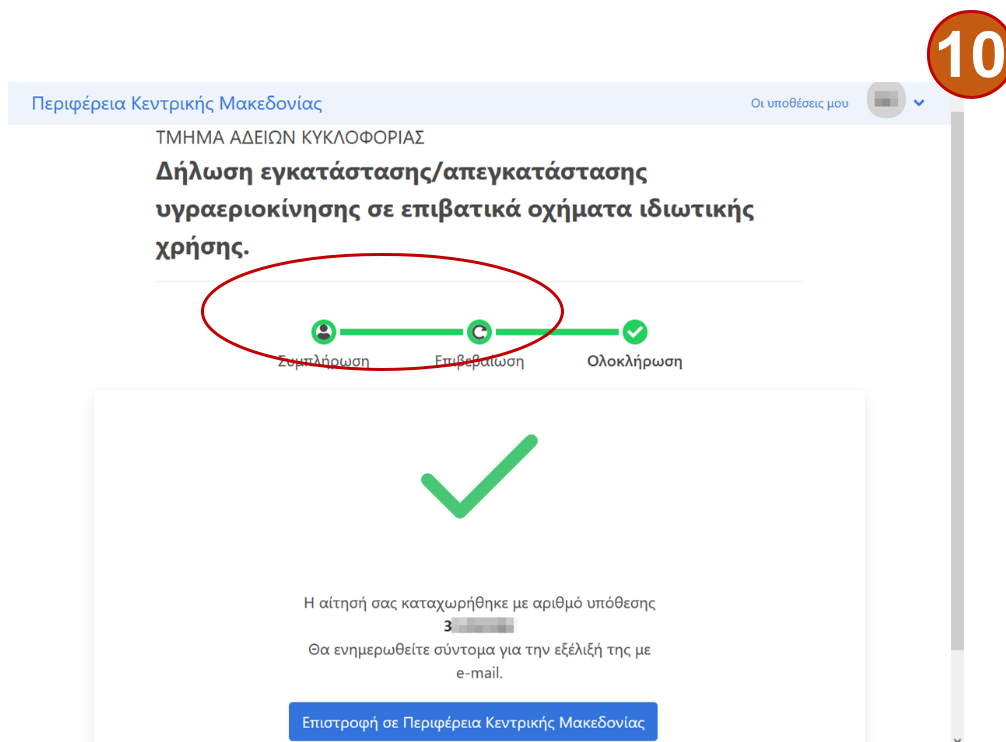 10
Περιφέρεια Κεντρικής Μακεδονίας
Οι υποθέσεις μου
ΤΜΗΜΑ ΑΔΕΙΩΝ ΚΥΚΛΟΦΟΡΙΑΣ
Δήλωση εγκατάστασης/απεγκατάστασης
υγραεριοκίνησης σε επιβατικά οχήματα ιδιωτικής
χρήσης.
Συμπλήρωση Επιβεβαίωση Ολοκλήρωση
Η αίτησή σας καταχωρήθηκε με αριθμό υπόθεσης
3
Θα ενημερωθείτε σύντομα για την εξέλιξή της με
e-mail.
Επιστροφή σε Περιφέρεια Κεντρικής Μακεδονίας